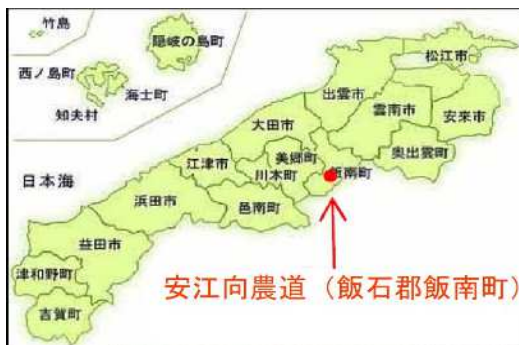 竹島
隠岐の島町
西ノ島町
海士町
知夫村
松江市
出雲市
雲南市
安来市
大田市
奥出雲町
美郷町
飯南町
江津市
川本町
日本海
邑南町
浜田市
益田市
津和野町
吉賀町
安江向農道（飯石郡飯南町）